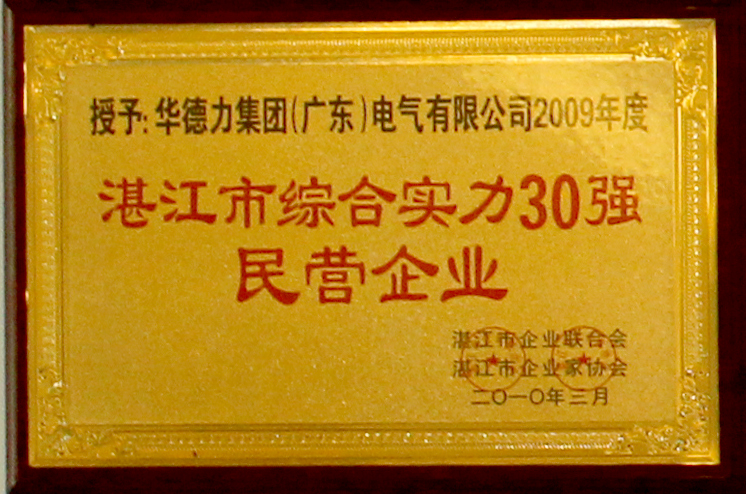 授予：华德力集团（广东）电气有限公司2009年度
湛江市综合实力30强
民营企业
湛江市企业联合会
湛江市企业家协会
二〇一〇年三月